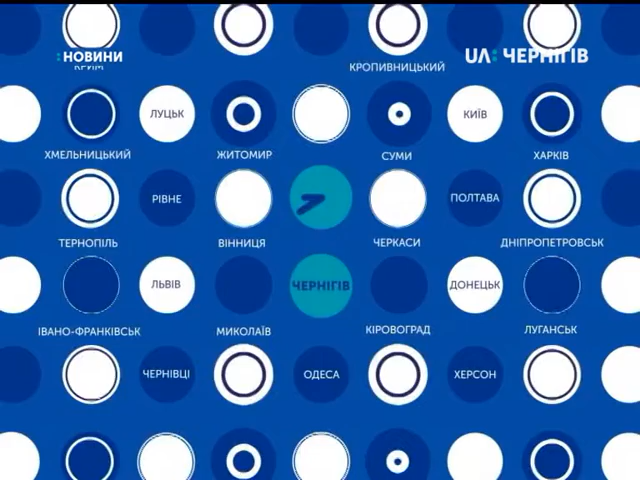 НОВИНИ
UA: ЧЕРНІГІВ
КРОПИВНИЦЬКИЙ
ЛУЦЬК
КИЇВ
ХМЕЛЬНИЦЬКИЙ
ЖИТОМИР
СУМИ
ХАРКІВ
РІВНЕ
ПОЛТАВА
ТЕРНОПІЛЬ
ВІННИЦЯ
ЧЕРКАСИ
ДНІПРОПЕТРОВСЬК
ЛЬВІВ
ЧЕРНІГІВ
ДОНЕЦЬК
ІВАНО-ФРАНКІВСЬК
МИКОЛАЇВ
КІРОВОГРАД
ЛУГАНСЬК
ЧЕРНІВЦІ
ОДЕСА
ХЕРСОН